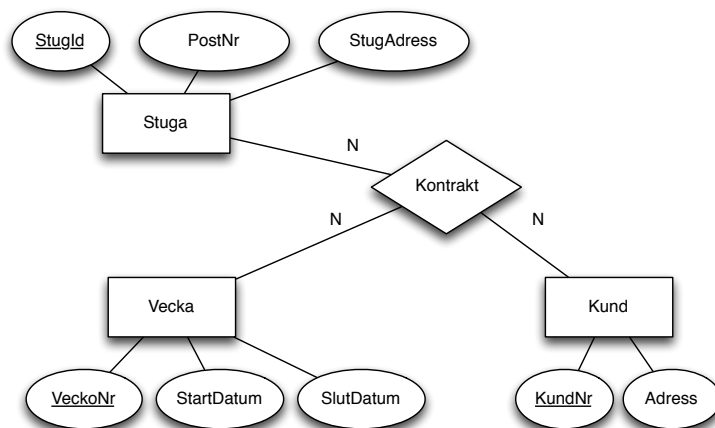 StugId
PostNr
StugAdress
Stuga
N
Kontrakt
N
N
Vecka
Kund
VeckoNr
StartDatum
SlutDatum
KundNr
Adress